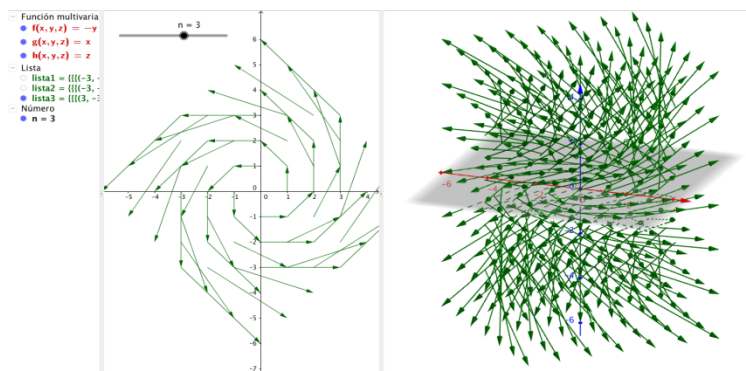 Función multivaria
f(x,y,z) = −y
g(x,y,z) = x
h(x,y,z) = z
Lista
lista1 = {{{(−3, −
lista2 = {{{(−3, −
lista3 = {{{(3, −3
Número
n = 3
n = 3
6
5
4
3
2
1
0
−5 −4 −3 −2 −1 0 1 2 3 4
−1
−2
−3
−4
−5
−6
−7
−6
−4
−2
−4
−6